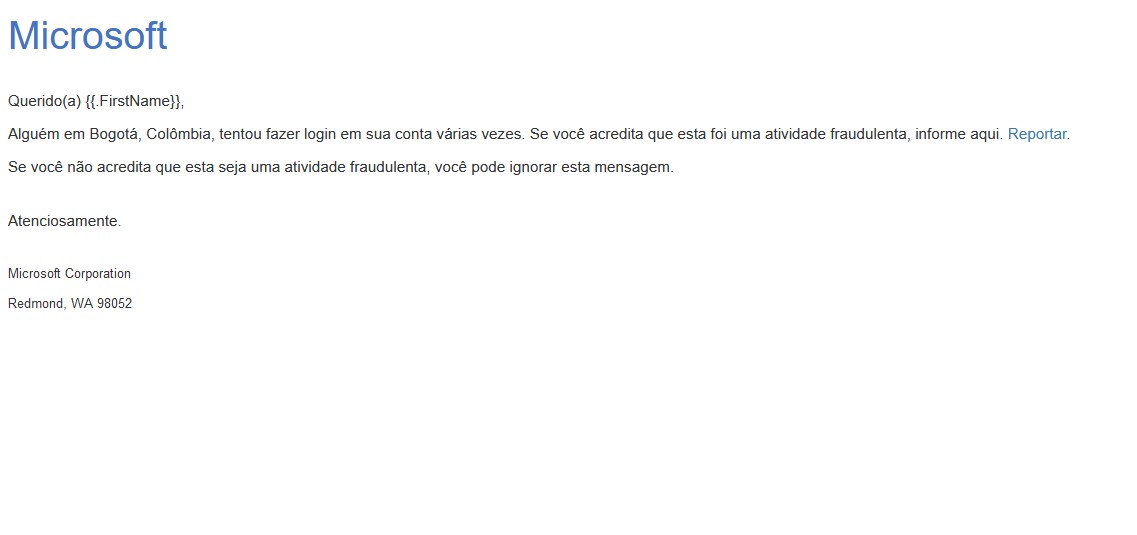 Microsoft
Querido(a) {{.FirstName}},
Alguém em Bogotá, Colômbia, tentou fazer login em sua conta várias vezes. Se você acredita que esta foi uma atividade fraudulenta, informe aqui. Reportar.
Se você não acredita que esta seja uma atividade fraudulenta, você pode ignorar esta mensagem.
Atenciosamente.
Microsoft Corporation
Redmond, WA 98052